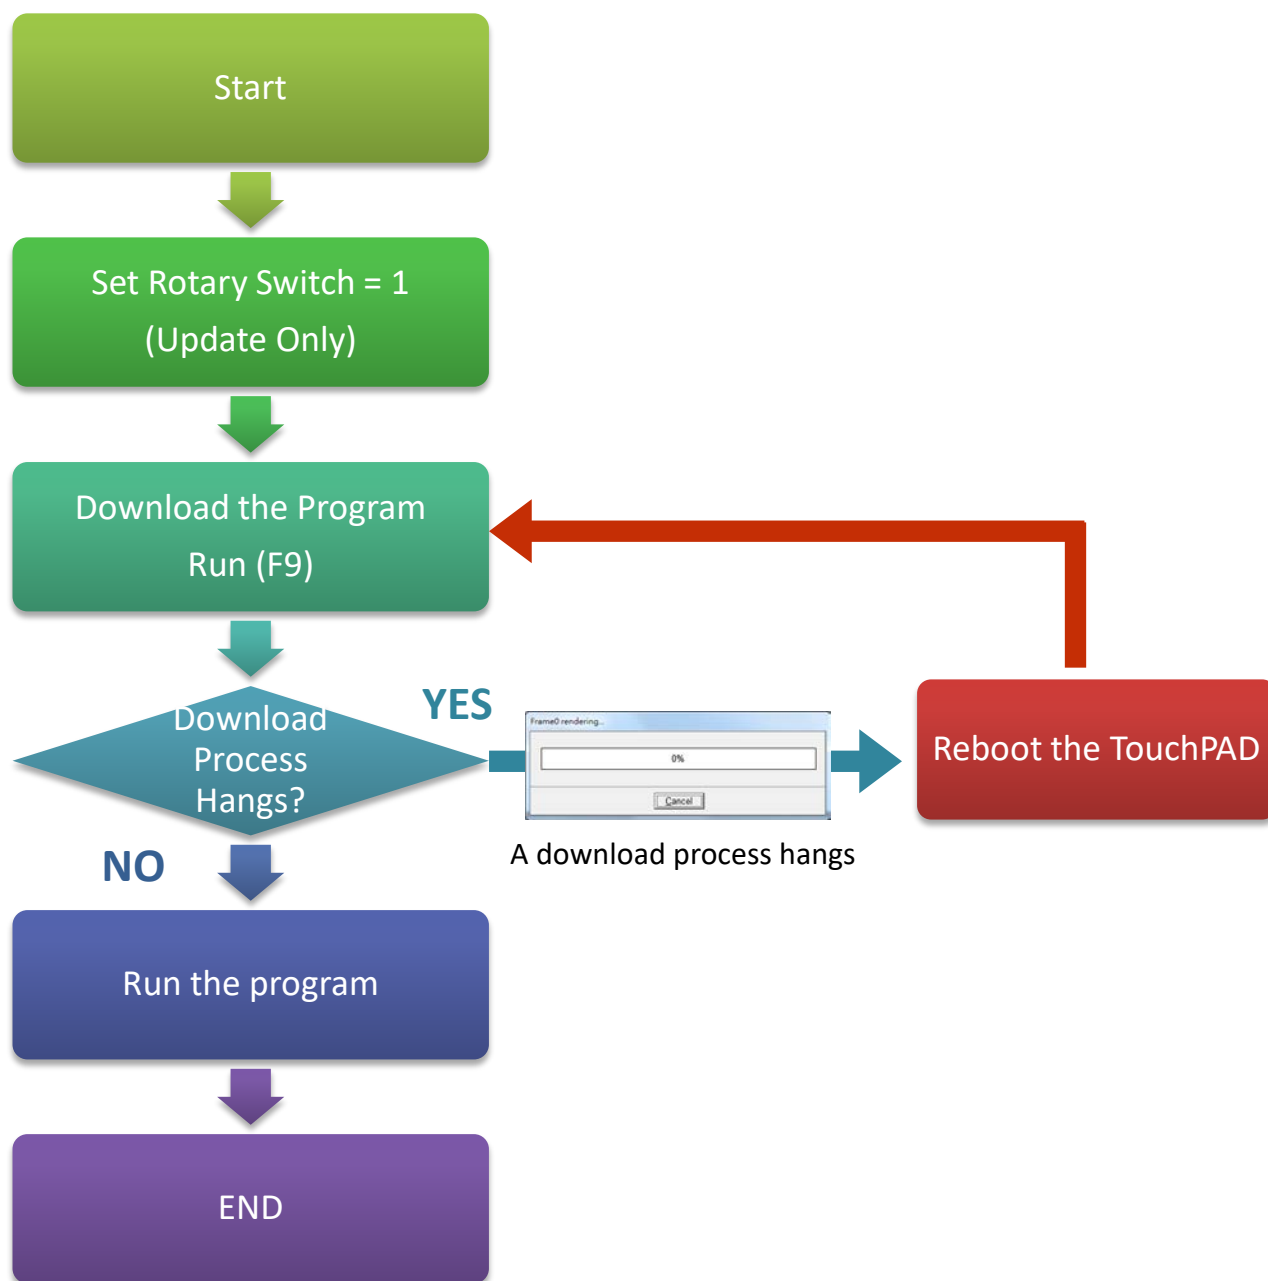 Start
Set Rotary Switch = 1
(Update Only)
Download the Program
Run (F9)
Download
Process
Hangs?
YES
Frame0 rendering...
0%
Cancel
A download process hangs
Reboot the TouchPAD
NO
Run the program
END